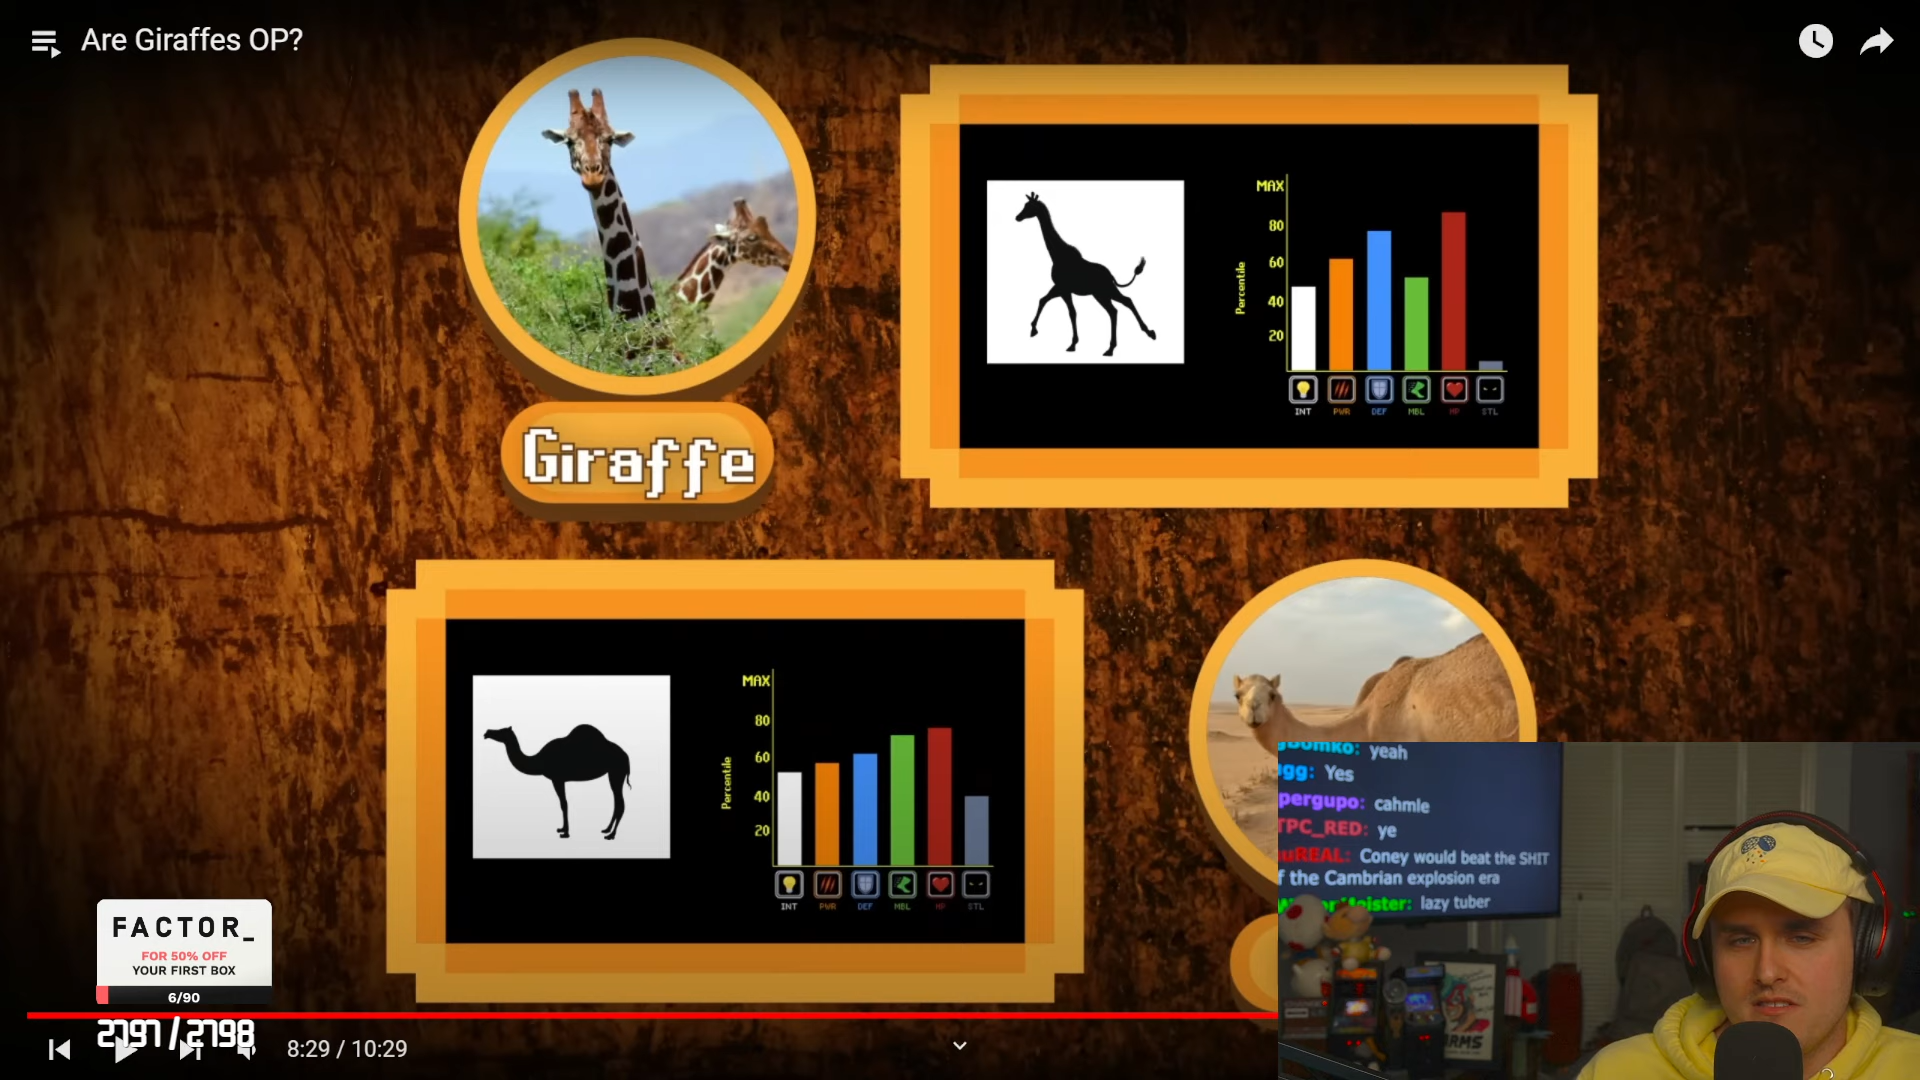 Are Giraffes OP?
MAX
80
60
40
20
Percentile
INT PWR DEF MBL HP STL
Giraffe
MAX
80
60
40
20
Percentile
INT PWR DEF MBL HP STL
yeah
Yes
pergupo: cahmle
TPC_RED: ye
uREAL: Coney would beat the SHIT
f the Cambrian explosion era
lazy tuber
FACTOR_
FOR 50% OFF
YOUR FIRST BOX
6/90
2797 / 2798
8:29 / 10:29